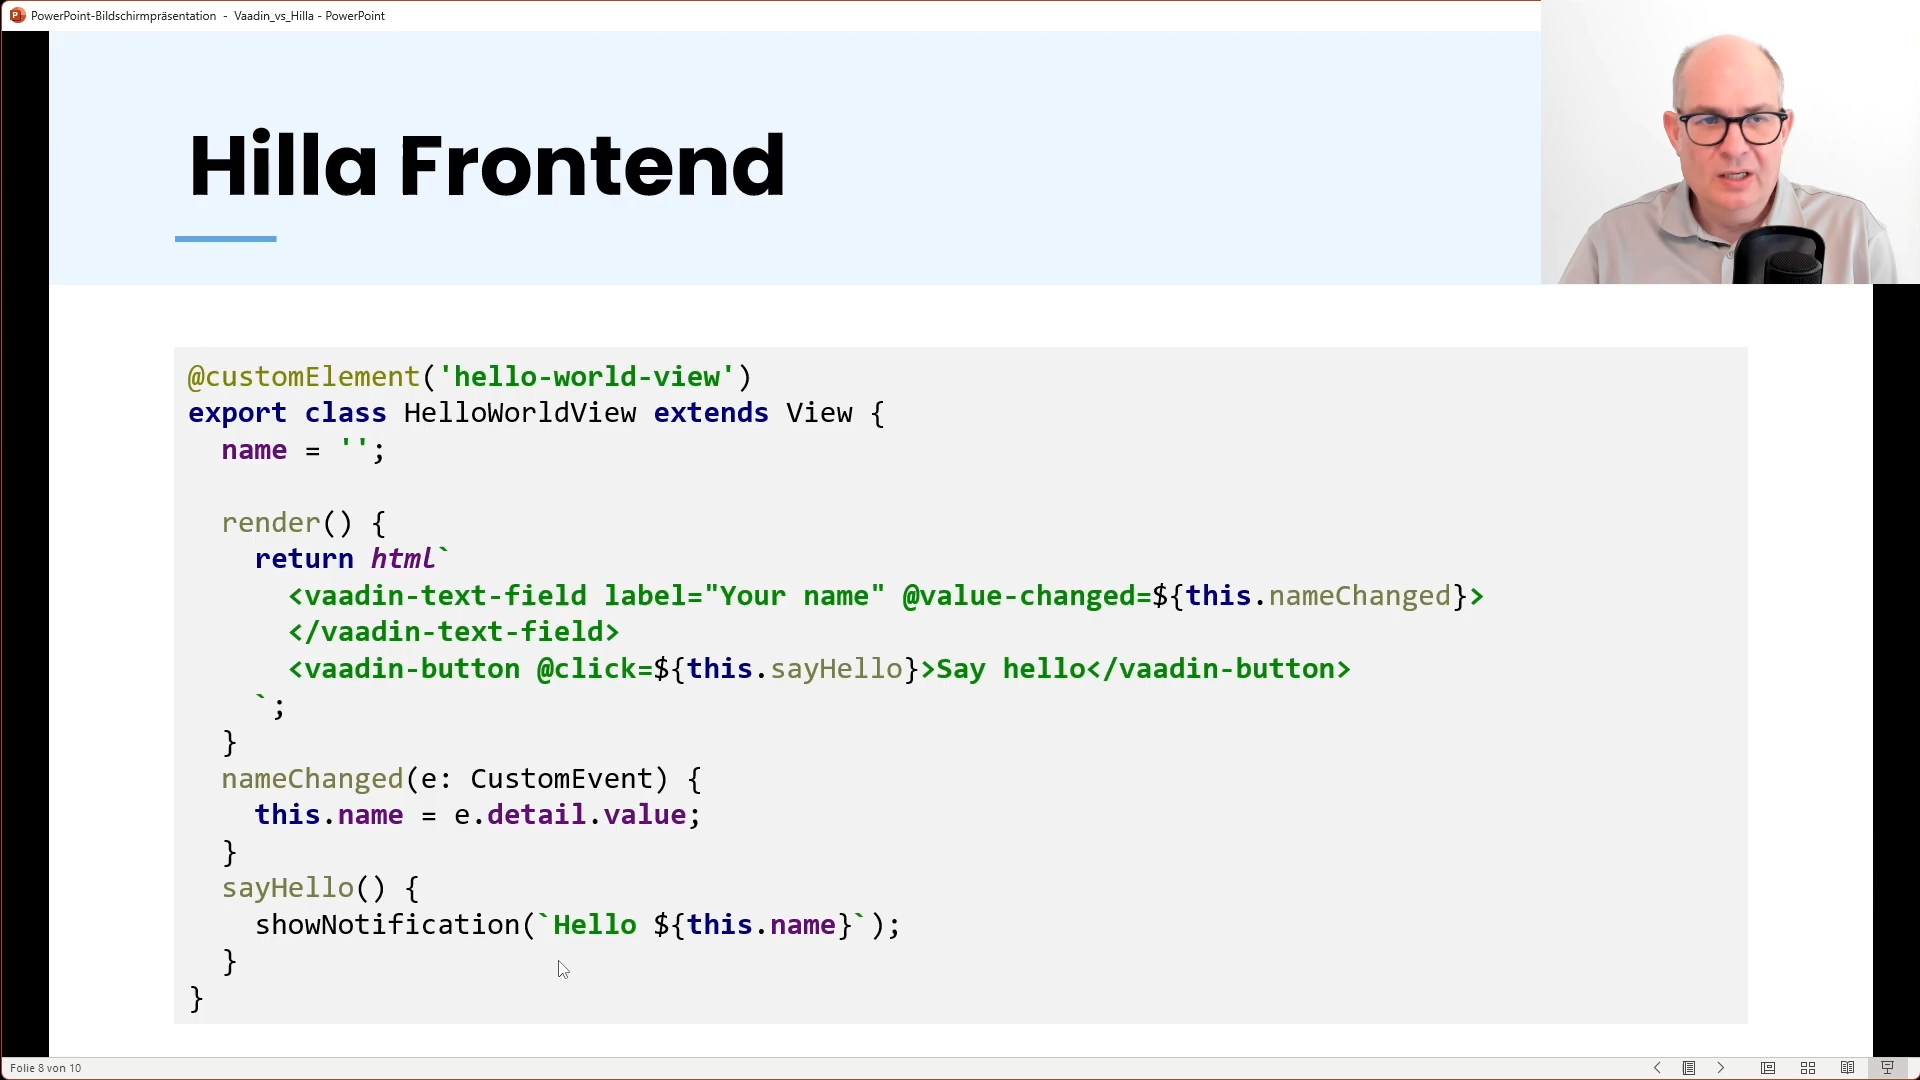 PowerPoint-Bildschirmpräsentation - Vaadin_vs_Hilla - PowerPoint
Hilla Frontend
@customElement('hello-world-view')
export class HelloWorldView extends View {
  name = '';
  render() {
    return html`
      <vaadin-text-field label="Your name" @value-changed=${this.nameChanged}>
      </vaadin-text-field>
      <vaadin-button @click=${this.sayHello}>Say hello</vaadin-button>
    `;
  }
  nameChanged(e: CustomEvent) {
    this.name = e.detail.value;
  }
  sayHello() {
    showNotification(`Hello ${this.name}`);
  }
}
Folie 8 von 10